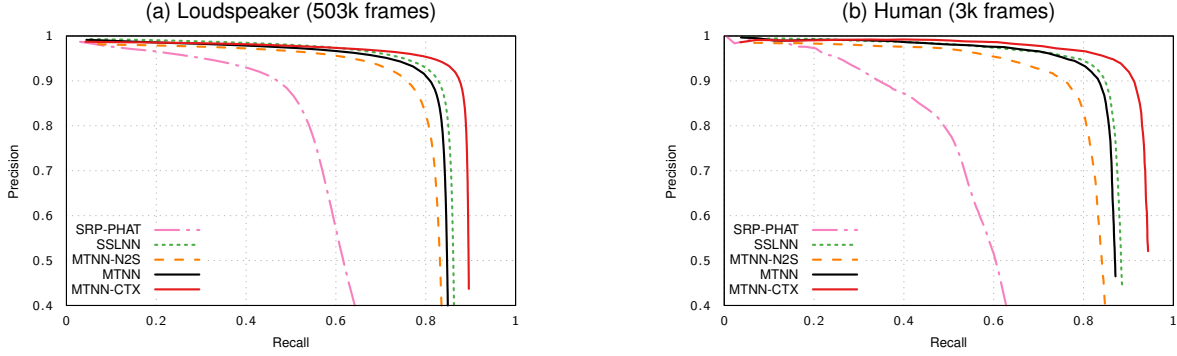 (a) Loudspeaker (503k frames)
1
0.9
0.8
0.7
0.6
0.5
0.4
Precision
SRP-PHAT
SSLNN
MTNN-N2S
MTNN
MTNN-CTX
0 0.2 0.4 0.6 0.8 1
Recall
(b) Human (3k frames)
1
0.9
0.8
0.7
0.6
0.5
0.4
Precision
SRP-PHAT
SSLNN
MTNN-N2S
MTNN
MTNN-CTX
0 0.2 0.4 0.6 0.8 1
Recall